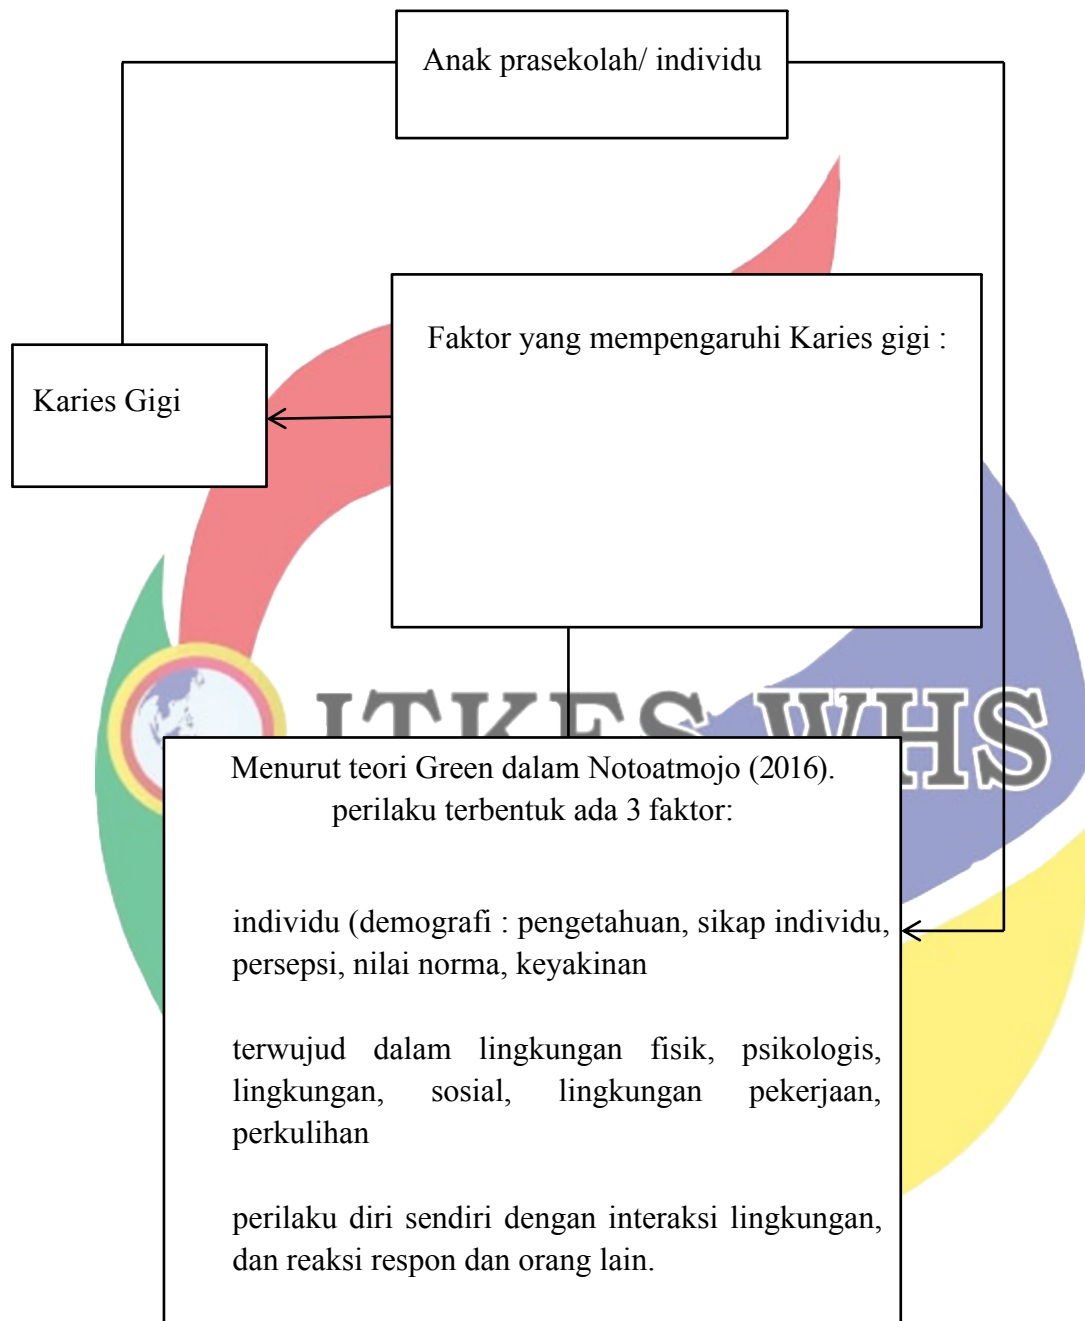 Anak prasekolah/ individu
Faktor yang mempengaruhi Karies gigi :
Karies Gigi
ITKES WHS
Menurut teori Green dalam Notoatmojo (2016).
perilaku terbentuk ada 3 faktor:
individu (demografi : pengetahuan, sikap individu,
persepsi, nilai norma, keyakinan
terwujud dalam lingkungan fisik, psikologis,
lingkungan, sosial, lingkungan pekerjaan,
perkulihan
perilaku diri sendiri dengan interaksi lingkungan,
dan reaksi respon dan orang lain.